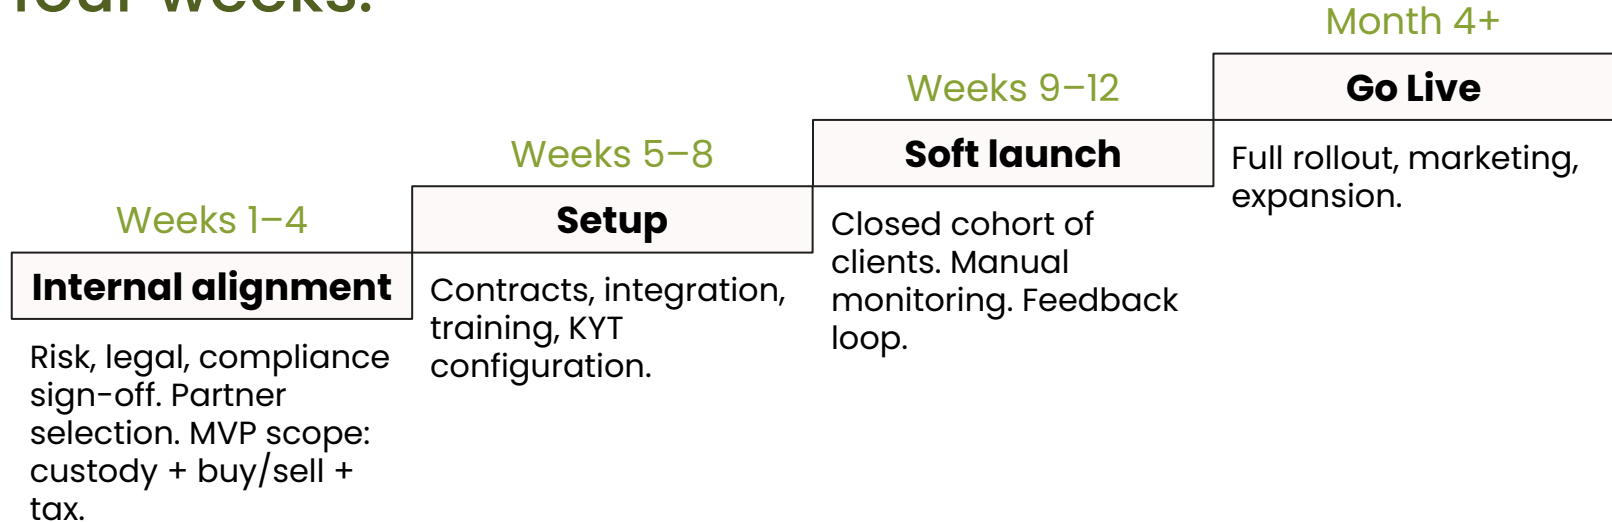 four weeks.
Weeks 1–4
Internal alignment
Risk, legal, compliance
sign-off. Partner
selection. MVP scope:
custody + buy/sell +
tax.
Weeks 5–8
Setup
Contracts, integration,
training, KYT
configuration.
Weeks 9–12
Soft launch
Closed cohort of
clients. Manual
monitoring. Feedback
loop.
Month 4+
Go Live
Full rollout, marketing,
expansion.